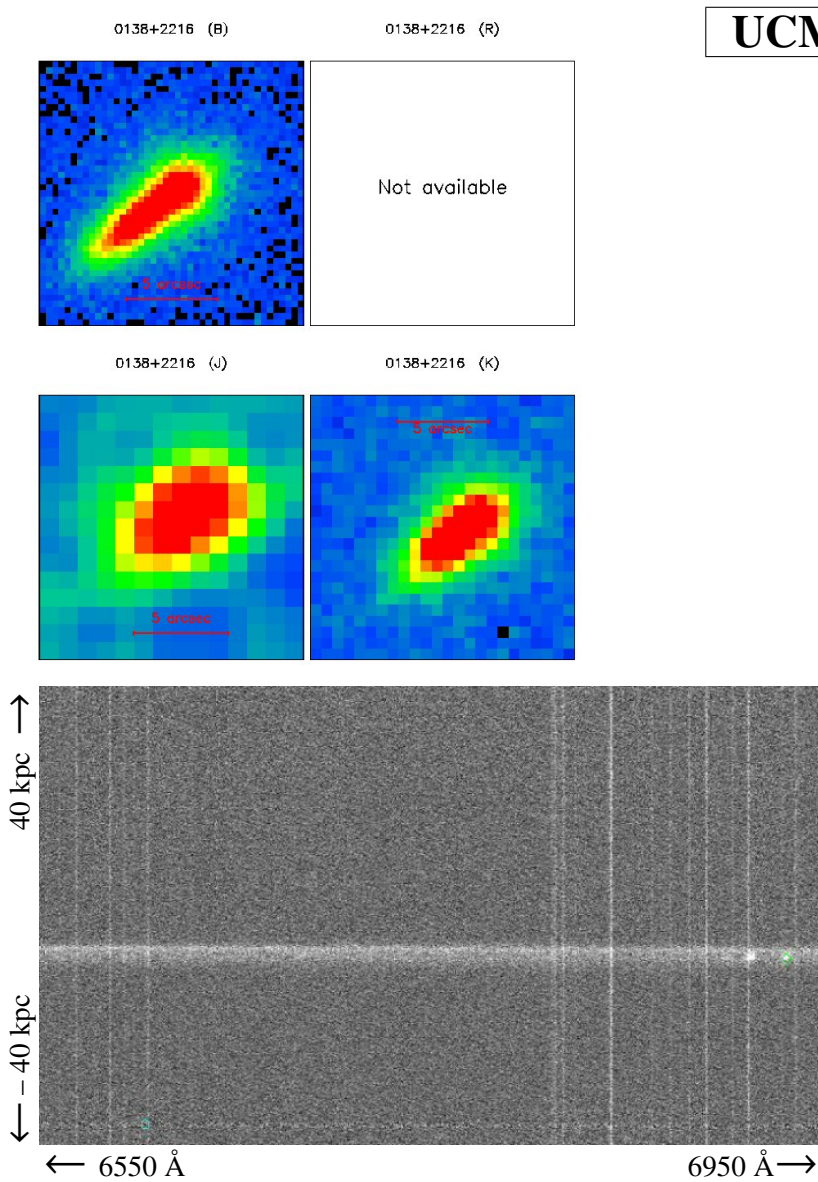 0138+2216 (B)
0138+2216 (R)
UCM
5 arcsec
Not available
0138+2216 (J)
0138+2216 (K)
5 arcsec
5 arcsec
40 kpc
– 40 kpc
← 6550 Å
6950 Å →